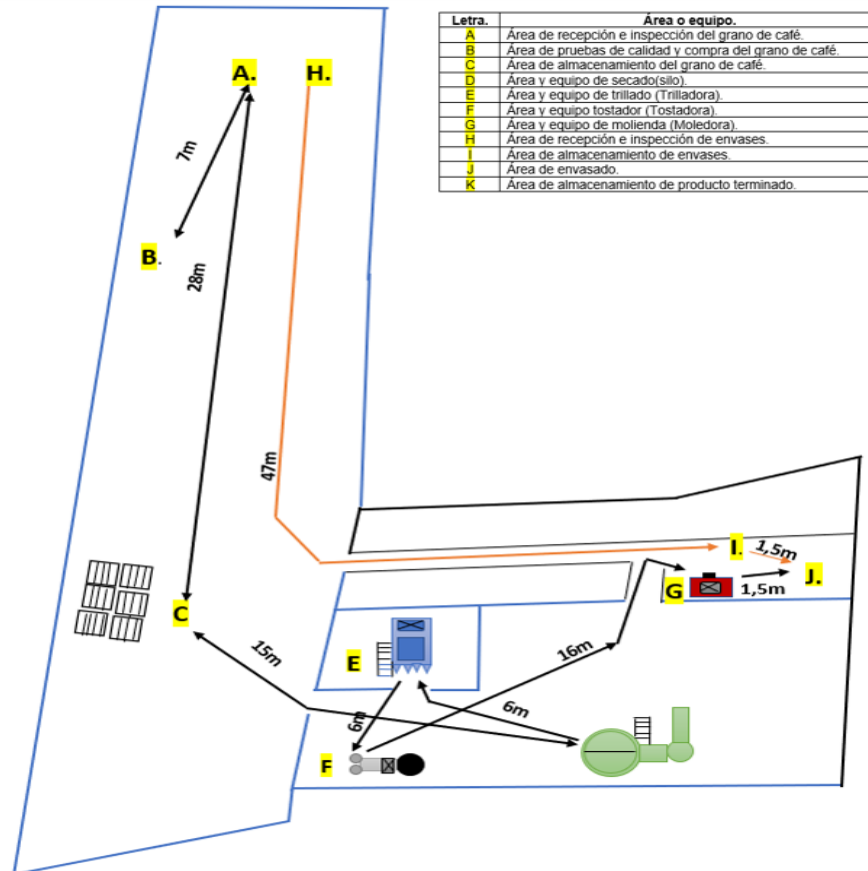 Letra. Área o equipo.
A Área de recepción e inspección del grano de café.
B Área de pruebas de calidad y compra del grano de café.
C Área de almacenamiento del grano de café.
D Área y equipo de secado(silo).
E Área y equipo de trillado (Trilladora).
F Área y equipo tostador (Tostadora).
G Área y equipo de molienda (Moledora).
H Área de recepción e inspección de envases.
I Área de almacenamiento de envases.
J Área de envasado.
K Área de almacenamiento de producto terminado.
A. H.
7m
B.
28m
47m
I. 1,5m
J.
G 1,5m
C
15m
E
16m
6m
6m
F